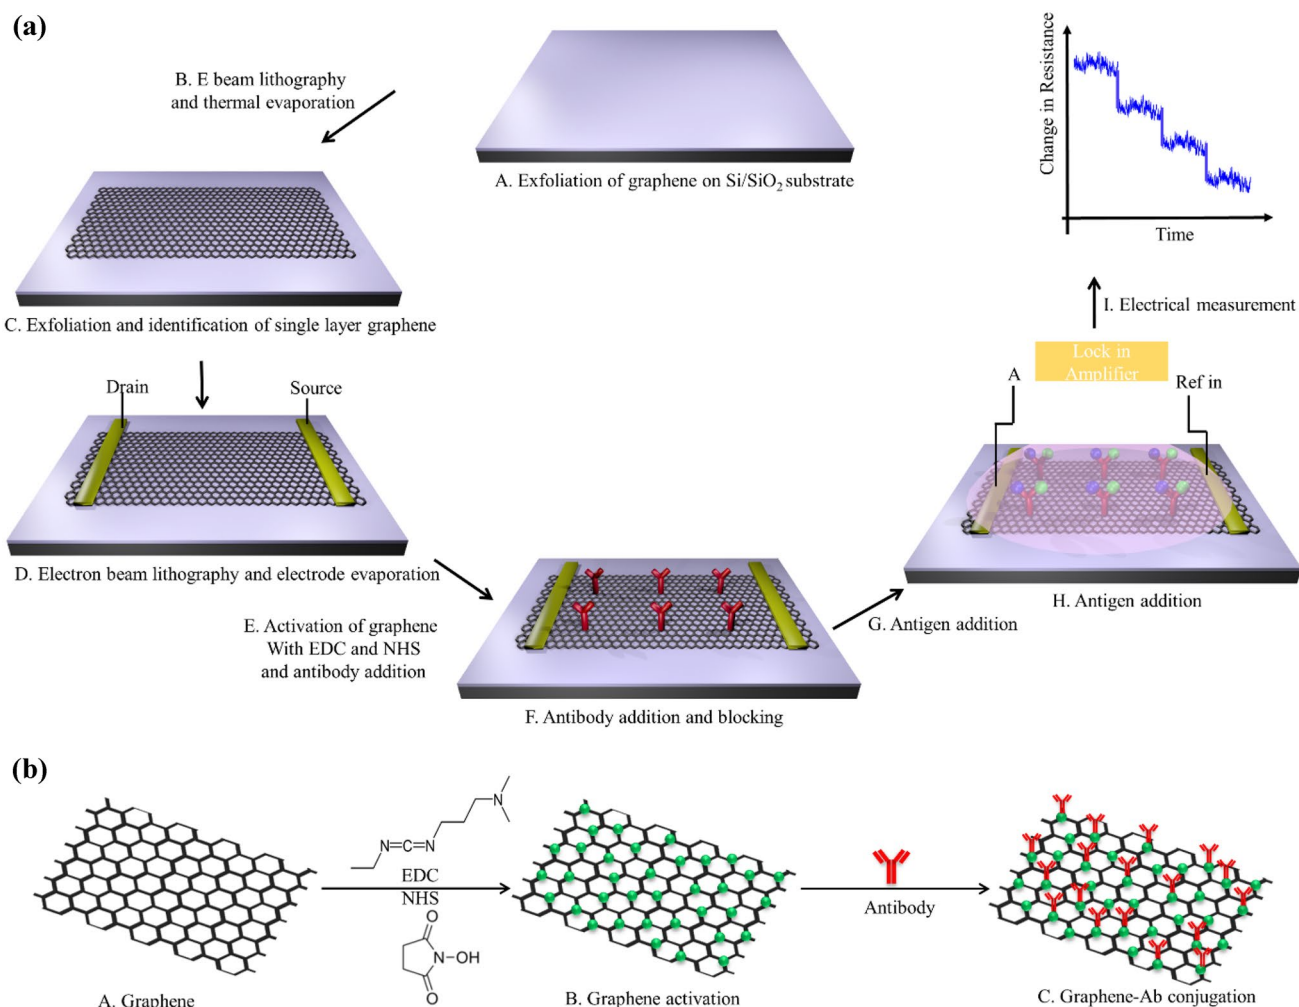 (a)
B. E beam lithography
and thermal evaporation
A. Exfoliation of graphene on Si/SiO₂ substrate
Change in Resistance
Time
C. Exfoliation and identification of single layer graphene
I. Electrical measurement
Lock in
Amplifier
A
Ref in
Drain
Source
D. Electron beam lithography and electrode evaporation
H. Antigen addition
E. Activation of graphene
With EDC and NHS
and antibody addition
G. Antigen addition
F. Antibody addition and blocking
(b)
N
N=C=N
EDC
NHS
O
N-OH
O
Antibody
A. Graphene
B. Graphene activation
C. Graphene-Ab conjugation